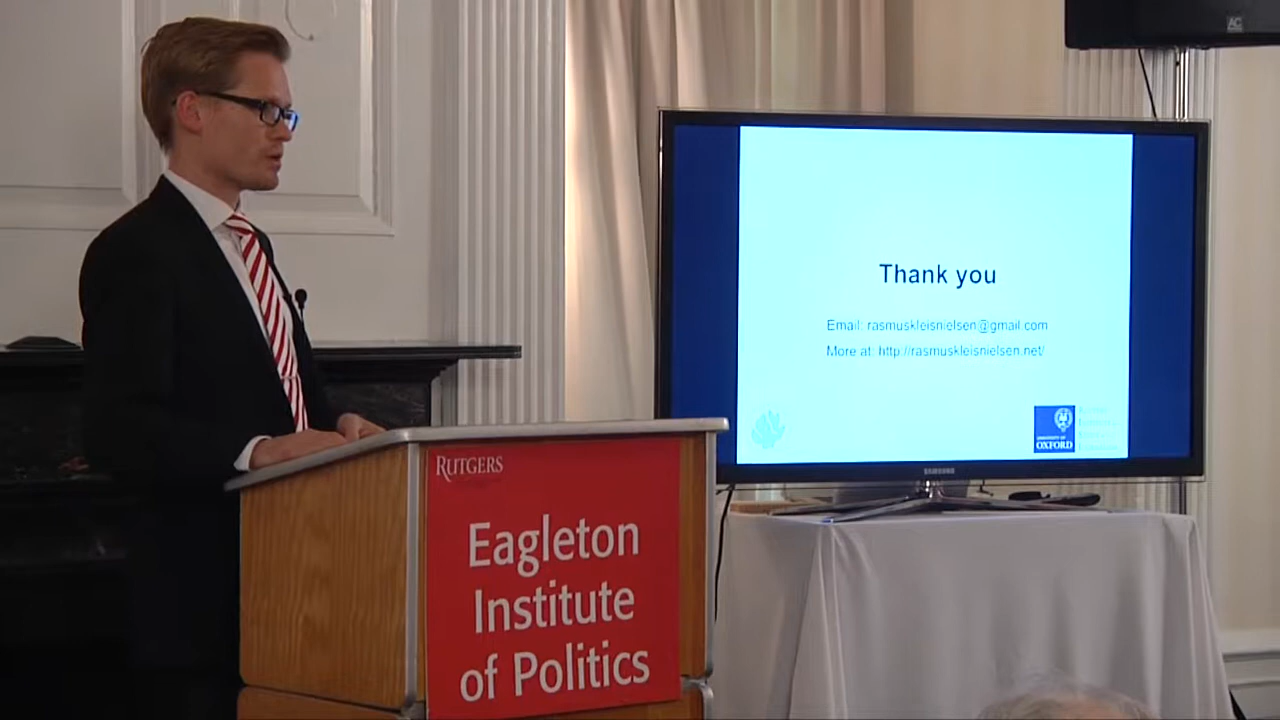 AC
Thank you
Email: rasmuskleisnielsen@gmail.com
More at: http://rasmuskleisnielsen.net/
UNIVERSITY OF
OXFORD
SAMSUNG
RUTGERS
Eagleton
Institute
of Politics